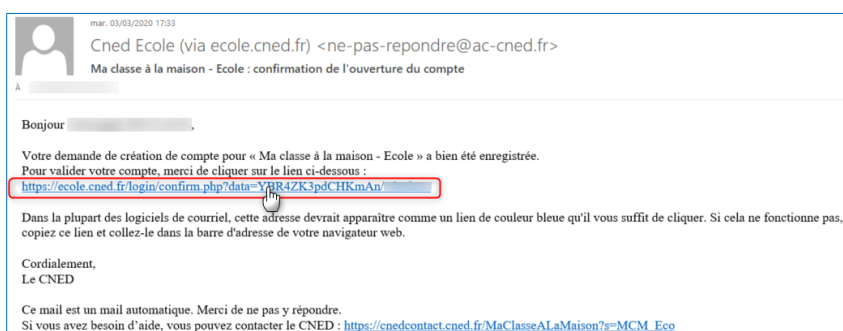 mar. 03/03/2020 17:33
Cned Ecole (via ecole.cned.fr) <ne-pas-repondre@ac-cned.fr>
Ma classe à la maison - Ecole : confirmation de l'ouverture du compte
À
Bonjour ,
Votre demande de création de compte pour « Ma classe à la maison - Ecole » a bien été enregistrée.
Pour valider votre compte, merci de cliquer sur le lien ci-dessous :
https://ecole.cned.fr/login/confirm.php?data=YBR4ZK3pdCHKmAn/
Dans la plupart des logiciels de courriel, cette adresse devrait apparaître comme un lien de couleur bleue qu'il vous suffit de cliquer. Si cela ne fonctionne pas,
copiez ce lien et collez-le dans la barre d'adresse de votre navigateur web.
Cordialement,
Le CNED
Ce mail est un mail automatique. Merci de ne pas y répondre.
Si vous avez besoin d'aide, vous pouvez contacter le CNED : https://cnedcontact.cned.fr/MaClasseALaMaison?s=MCM_Eco